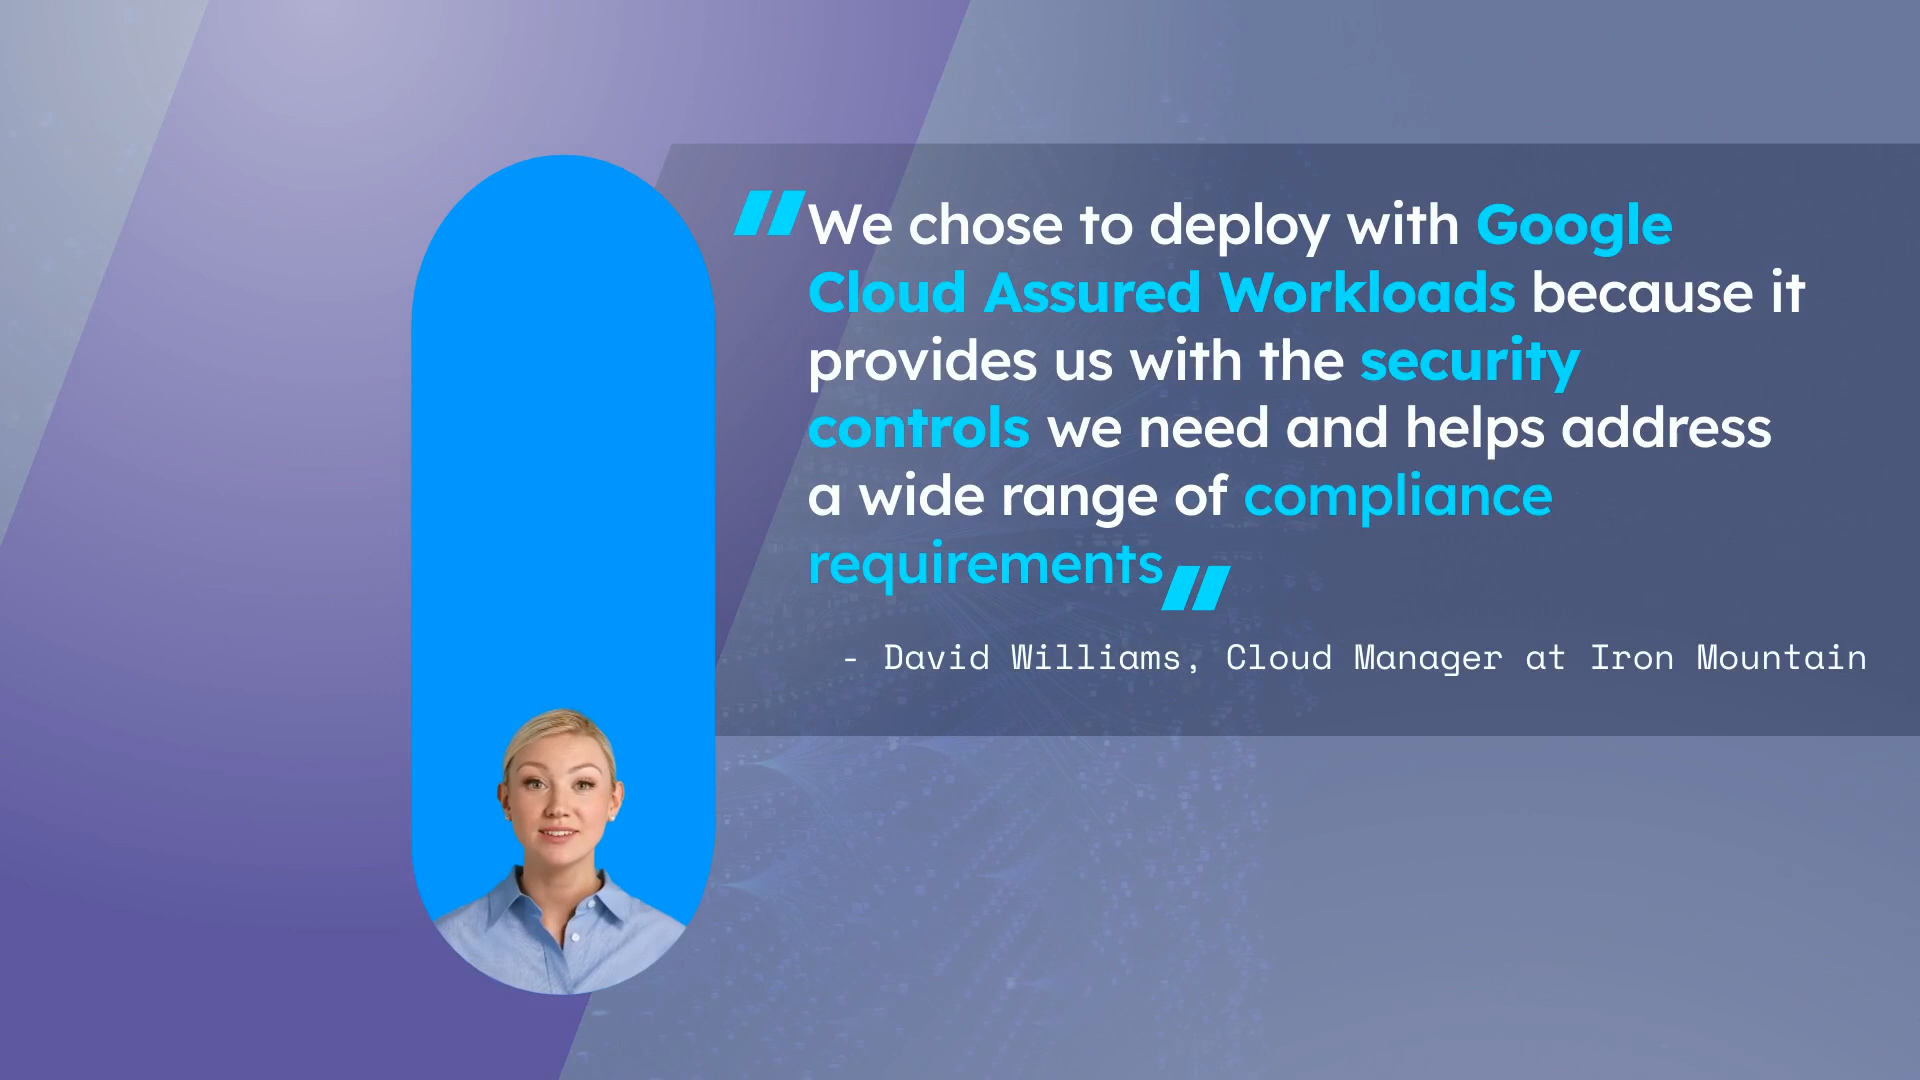 "We chose to deploy with Google
Cloud Assured Workloads because it
provides us with the security
controls we need and helps address
a wide range of compliance
requirements"
- David Williams, Cloud Manager at Iron Mountain